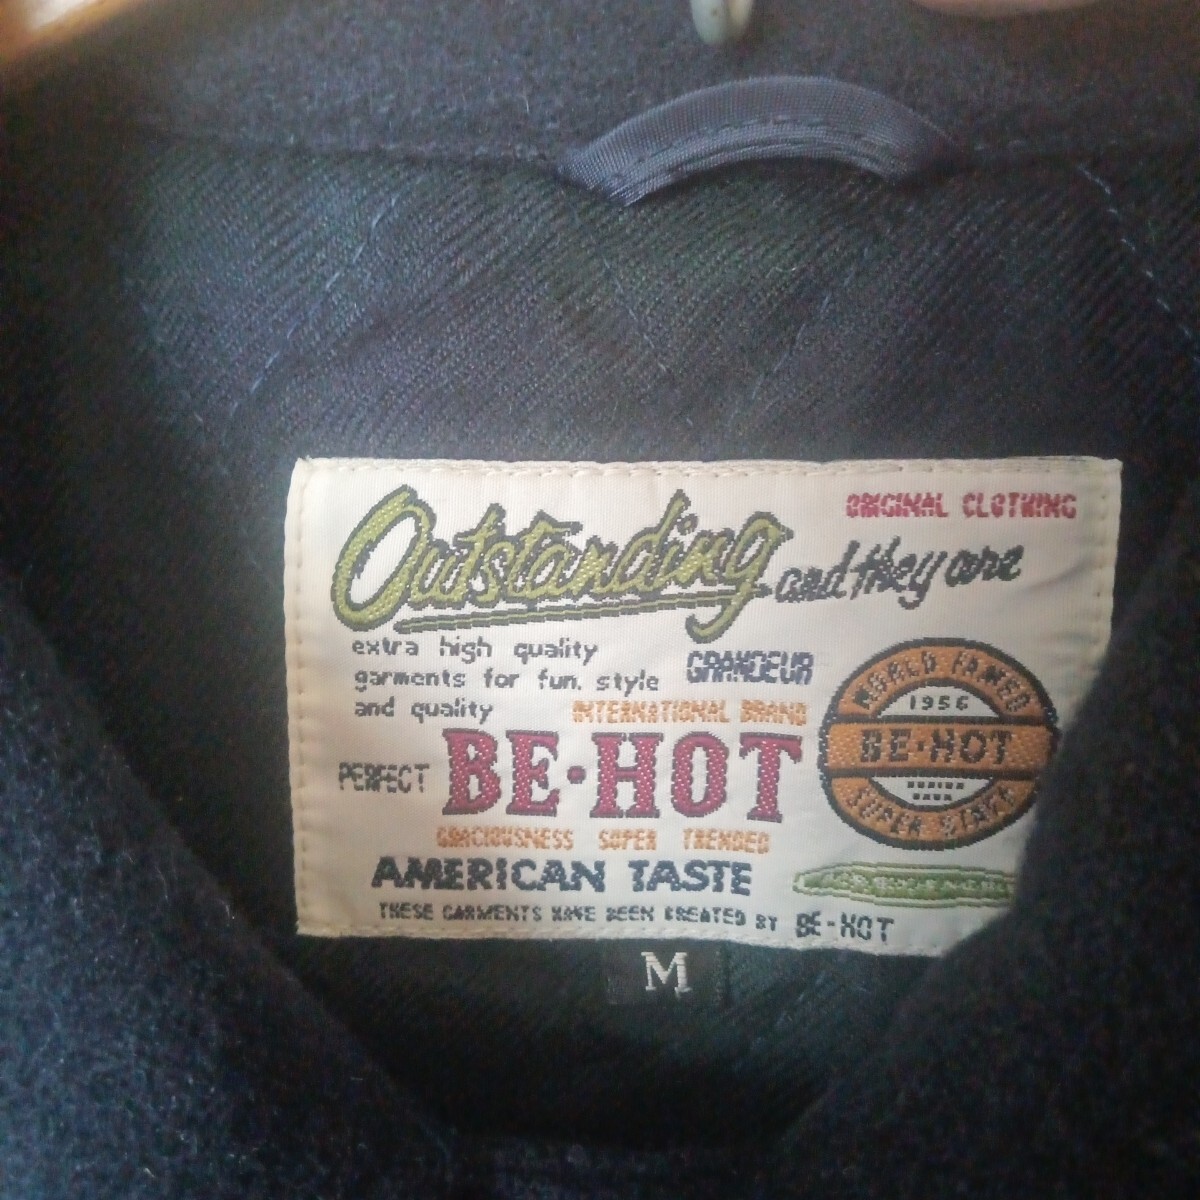 ORIGINAL CLOTHING
Outstanding and they are
extra high quality
garments for fun. style
and quality
GRANDEUR
INTERNATIONAL BRAND
PERFECT BE·HOT
GRACIOUSNESS SUPER TRENDED
AMERICAN TASTE
THESE GARMENTS HAVE BEEN CREATED BY BE-HOT
WORLD FAMED
1956
BE·HOT
SUPER
M